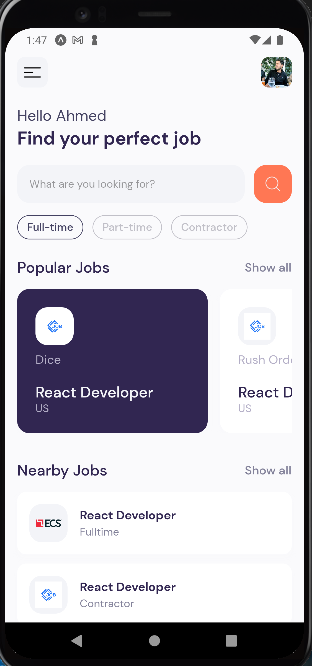 1:47
Hello Ahmed
Find your perfect job
What are you looking for?
Full-time
Part-time
Contractor
Popular Jobs
Show all
Dice
React Developer
US
Rush Orde
React D
US
Nearby Jobs
Show all
ECS
React Developer
Fulltime
React Developer
Contractor